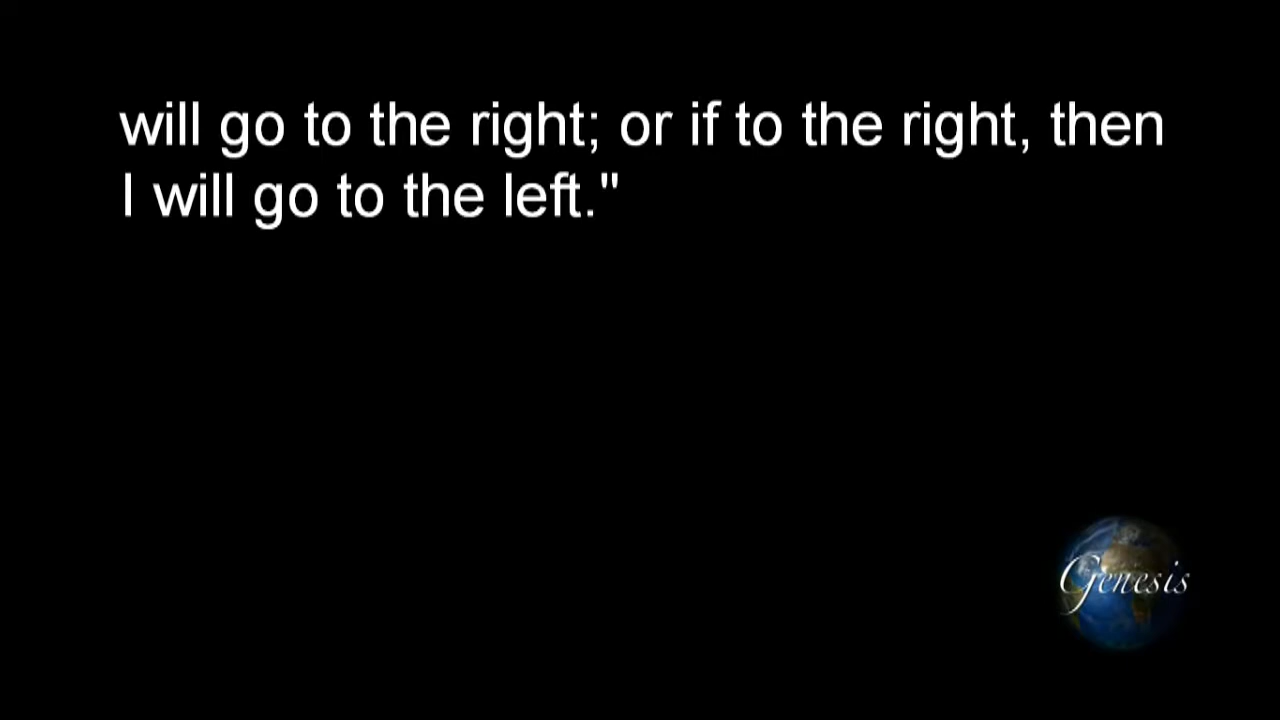 will go to the right; or if to the right, then
I will go to the left."
Genesis